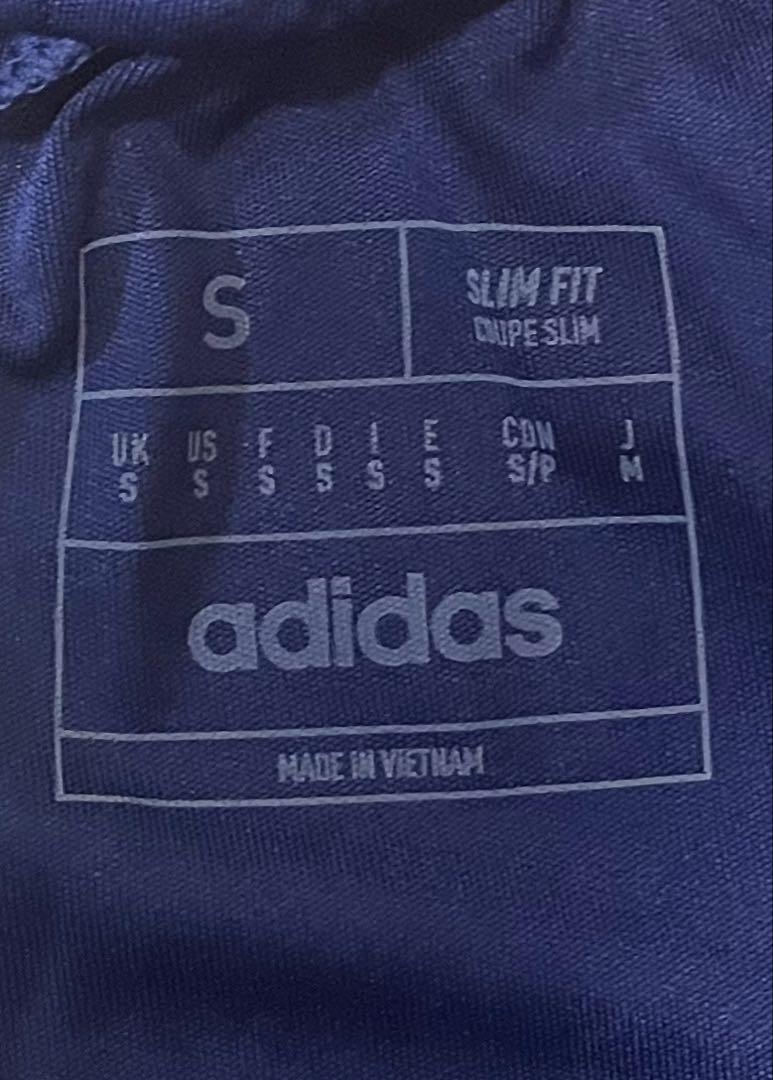 S
SLIM FIT
COUPE SLIM
UK US F D I E CDN J
S S S S S S S/P M
adidas
MADE IN VIETNAM